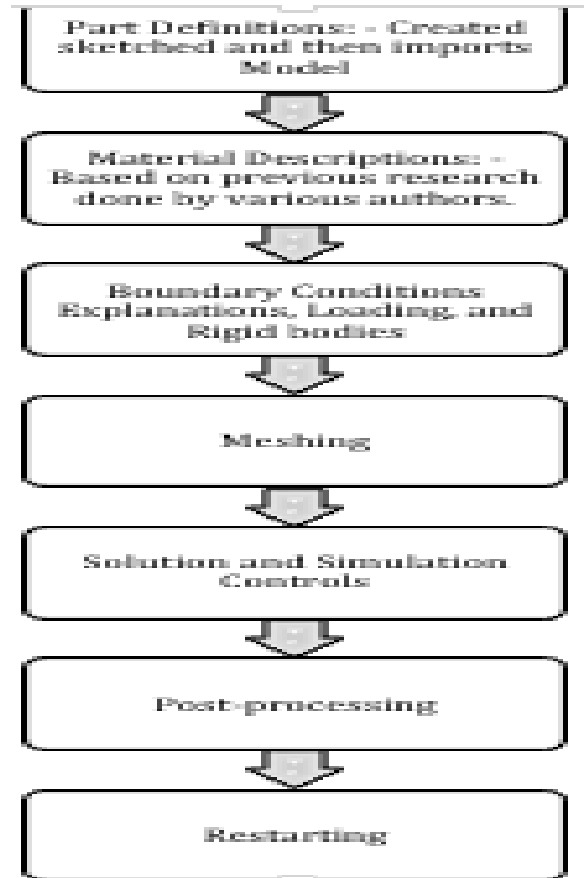 Part Definitions: - Created
sketched and then imports
Model
Material Descriptions: -
Based on previous research
done by various authors.
Boundary Conditions
Explanations, Loading, and
Rigid bodies
Meshing
Solution and Simulation
Controls
Post-processing
Restarting